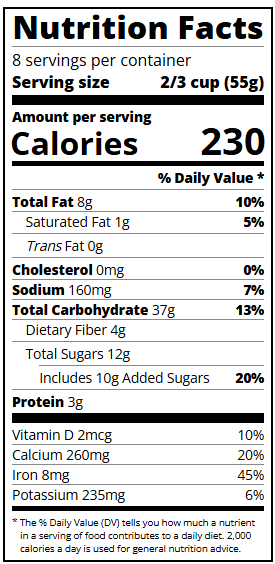 Nutrition Facts
8 servings per container
Serving size 2/3 cup (55g)
Amount per serving
Calories 230
% Daily Value *
Total Fat 8g 10%
Saturated Fat 1g 5%
Trans Fat 0g
Cholesterol 0mg 0%
Sodium 160mg 7%
Total Carbohydrate 37g 13%
Dietary Fiber 4g
Total Sugars 12g
Includes 10g Added Sugars 20%
Protein 3g
Vitamin D 2mcg 10%
Calcium 260mg 20%
Iron 8mg 45%
Potassium 235mg 6%
* The % Daily Value (DV) tells you how much a nutrient
in a serving of food contributes to a daily diet. 2,000
calories a day is used for general nutrition advice.